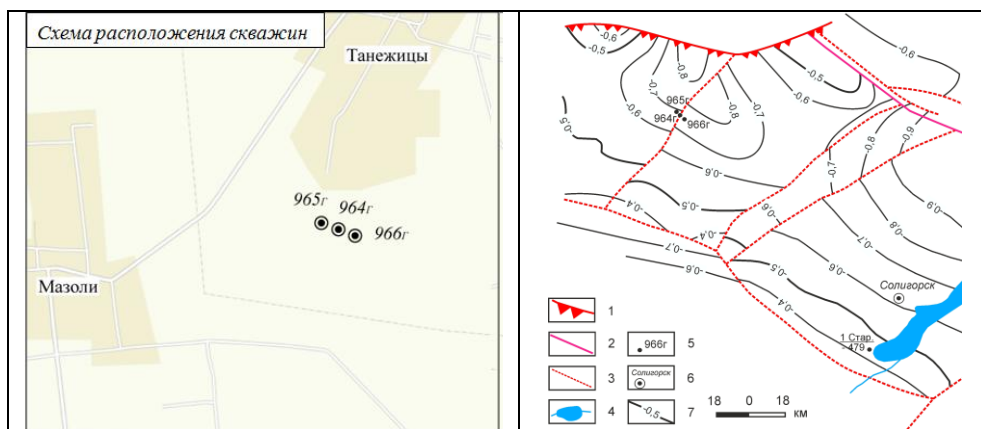 Схема расположения скважин
Танежицы
965г
964г
966г
Мазоли
-0,6
-0,5
-0,8
-0,7
-0,6
-0,5
-0,6
-0,6
965г
964г
966г
-0,8
-0,7
-0,5
-0,9
-0,8
-0,7
-0,6
-0,5
-0,4
-0,6
-0,9
-0,4
-0,7
-0,7
-0,8
-0,6
-0,5
-0,6
-0,4
Солигорск
1 Стар.
-479
1
2
3
4
966г
5
Солигорск
6
-0,5
7
18 0 18
км